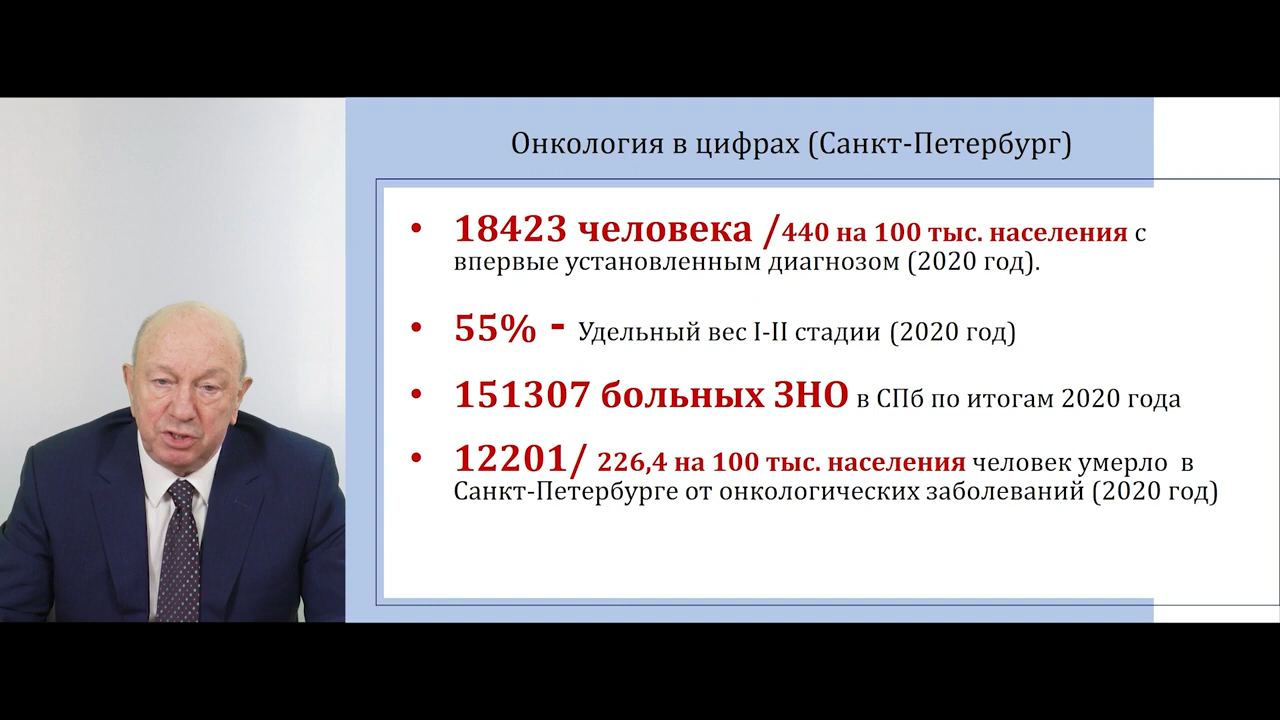 Онкология в цифрах (Санкт-Петербург)
• 18423 человека /440 на 100 тыс. населения с
впервые установленным диагнозом (2020 год).
• 55% - Удельный вес I-II стадии (2020 год)
• 151307 больных ЗНО в СПб по итогам 2020 года
• 12201/ 226,4 на 100 тыс. населения человек умерло в
Санкт-Петербурге от онкологических заболеваний (2020 год)